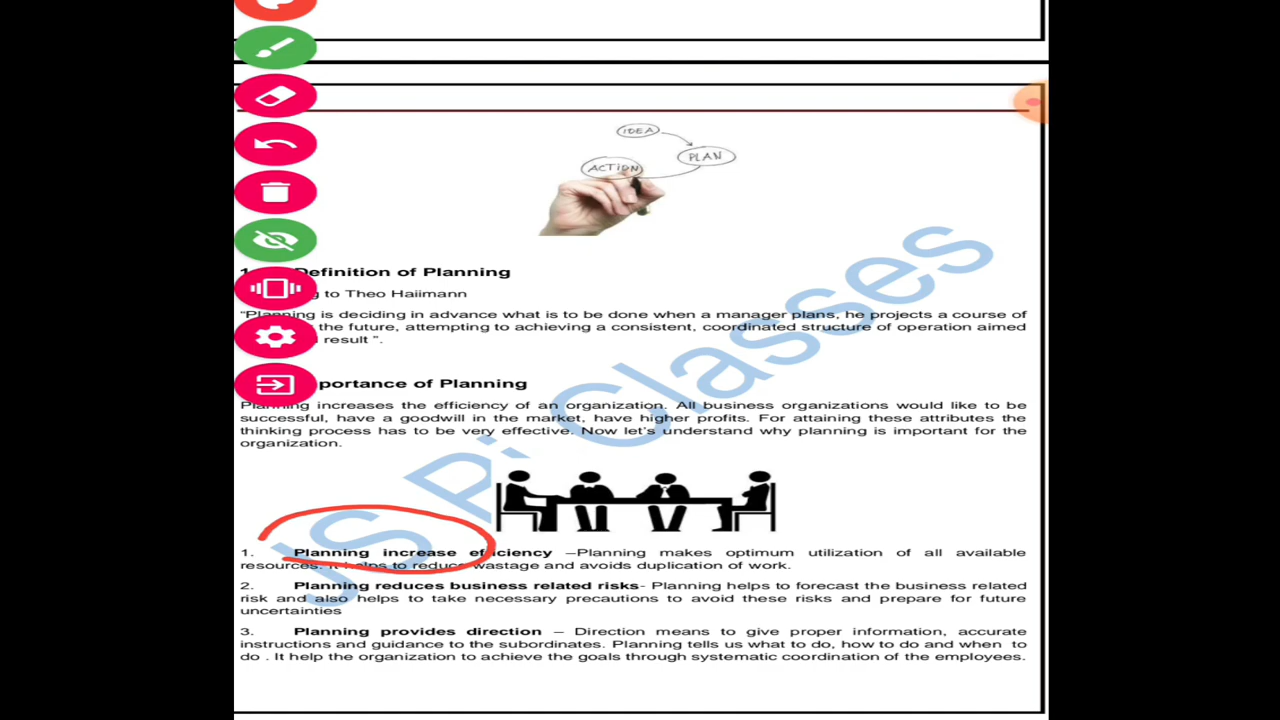 IDEA
PLAN
ACTION
1. Definition of Planning
to Theo Haiimann
"Planning is deciding in advance what is to be done when a manager plans, he projects a course of
the future, attempting to achieving a consistent, coordinated structure of operation aimed
result ".
portance of Planning
Planning increases the efficiency of an organization. All business organizations would like to be
successful, have a goodwill in the market, have higher profits. For attaining these attributes the
thinking process has to be very effective. Now let's understand why planning is important for the
organization.
JS Pi Classes
1. Planning increase efficiency –Planning makes optimum utilization of all available
resources. It helps to reduce wastage and avoids duplication of work.
2. Planning reduces business related risks- Planning helps to forecast the business related
risk and also helps to take necessary precautions to avoid these risks and prepare for future
uncertainties
3. Planning provides direction – Direction means to give proper information, accurate
instructions and guidance to the subordinates. Planning tells us what to do, how to do and when to
do . It help the organization to achieve the goals through systematic coordination of the employees.